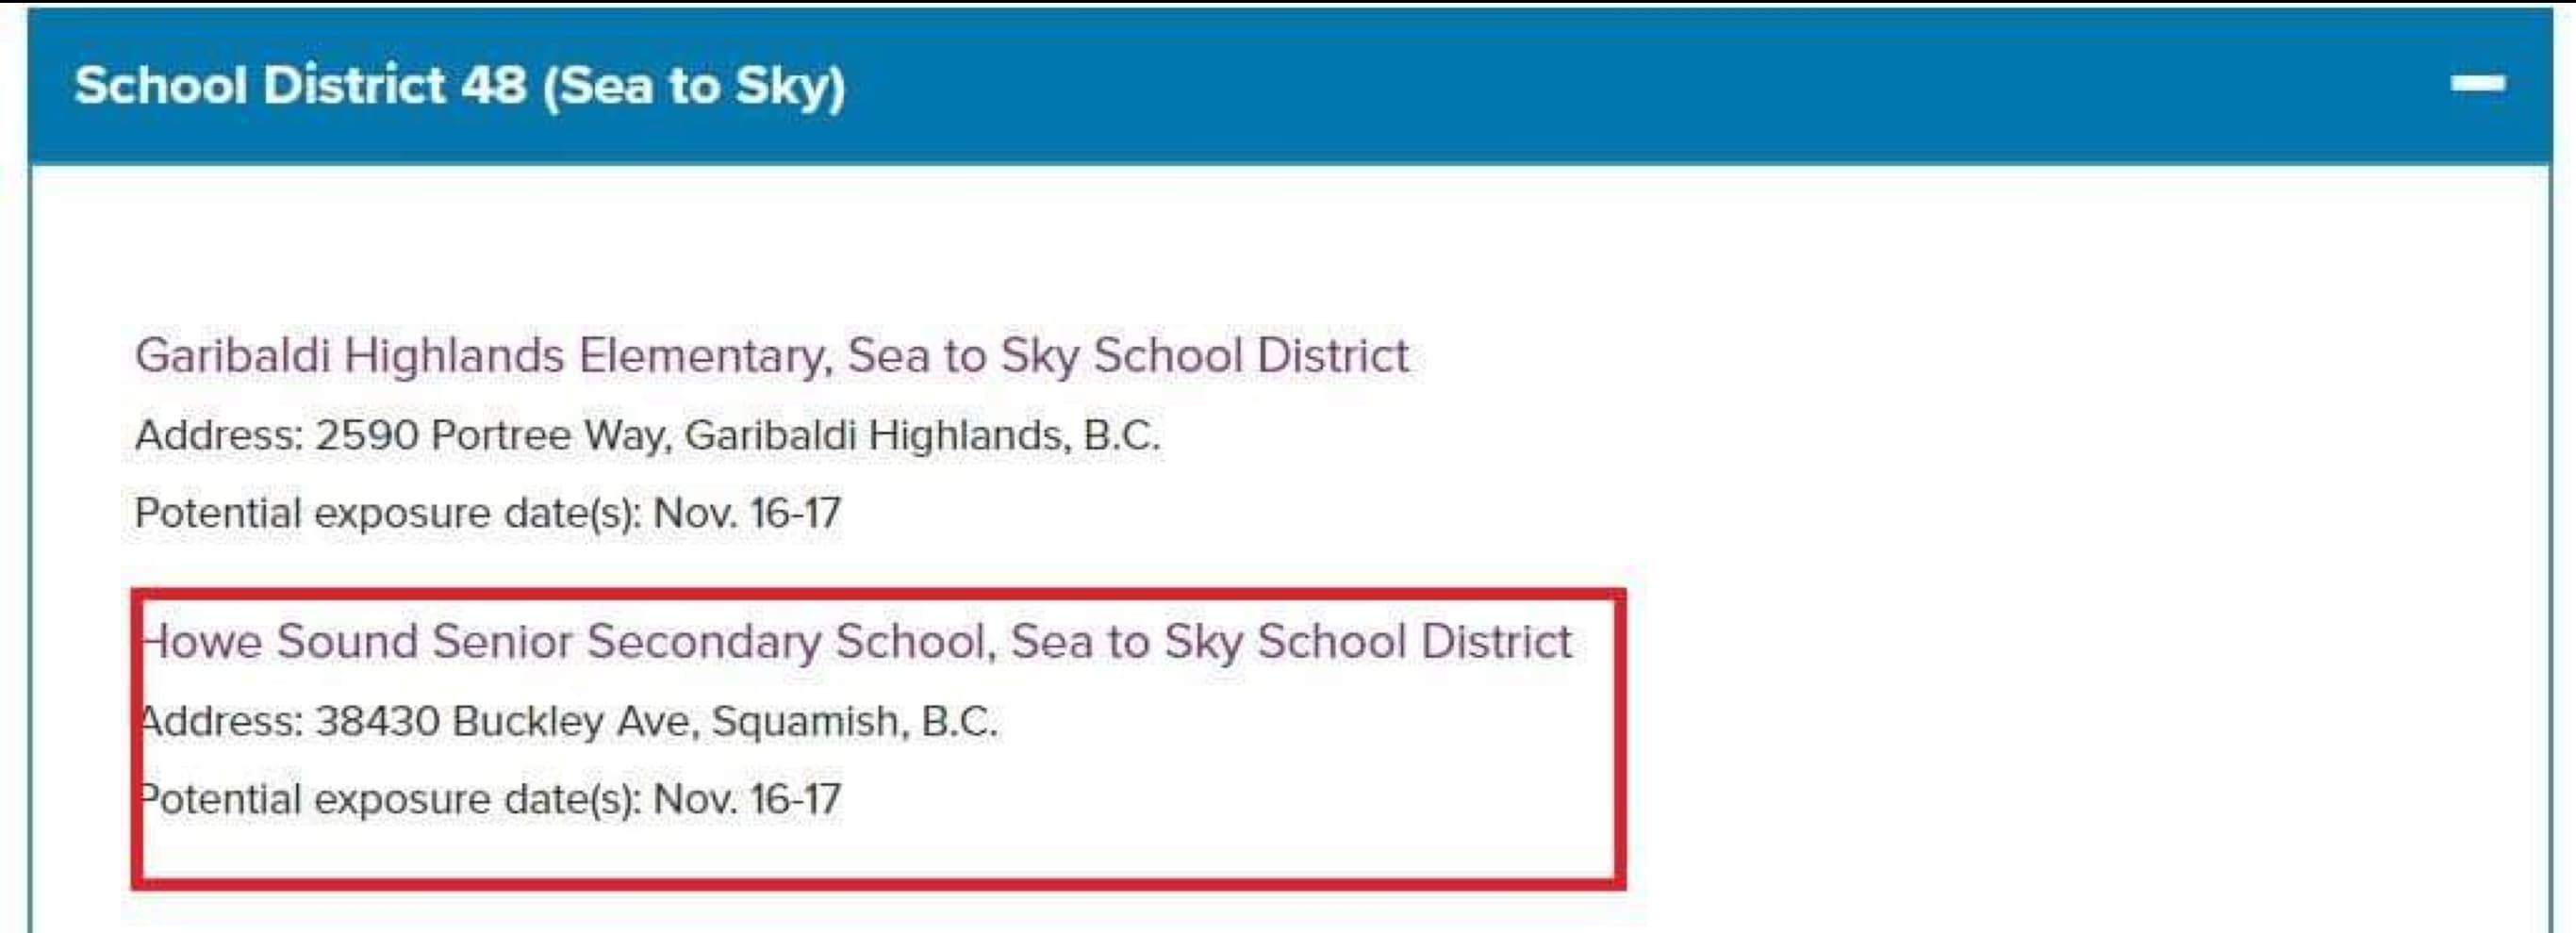 School District 48 (Sea to Sky)
Garibaldi Highlands Elementary, Sea to Sky School District
Address: 2590 Portree Way, Garibaldi Highlands, B.C.
Potential exposure date(s): Nov. 16-17
Howe Sound Senior Secondary School, Sea to Sky School District
Address: 38430 Buckley Ave, Squamish, B.C.
Potential exposure date(s): Nov. 16-17